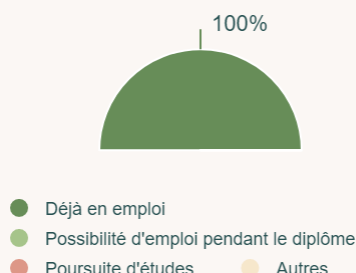 100%
Déjà en emploi
Possibilité d'emploi pendant le diplôme
Poursuite d'études
Autres